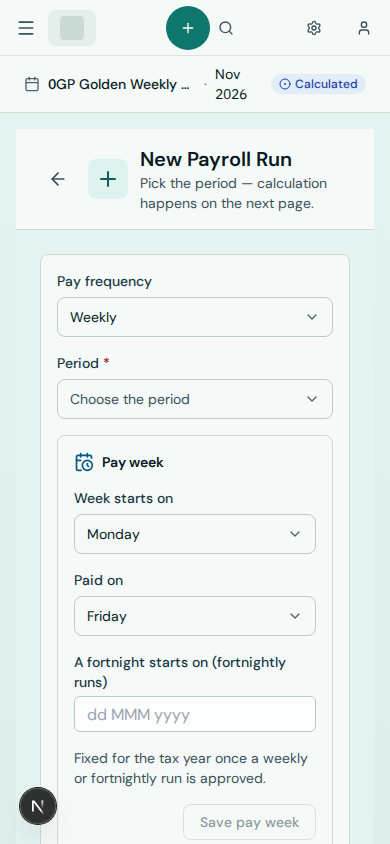 0GP Golden Weekly ...
·
Nov
2026
Calculated
New Payroll Run
Pick the period — calculation
happens on the next page.
Pay frequency
Weekly
Period *
Choose the period
Pay week
Week starts on
Monday
Paid on
Friday
A fortnight starts on (fortnightly
runs)
dd MMM yyyy
Fixed for the tax year once a weekly
or fortnightly run is approved.
N
Save pay week